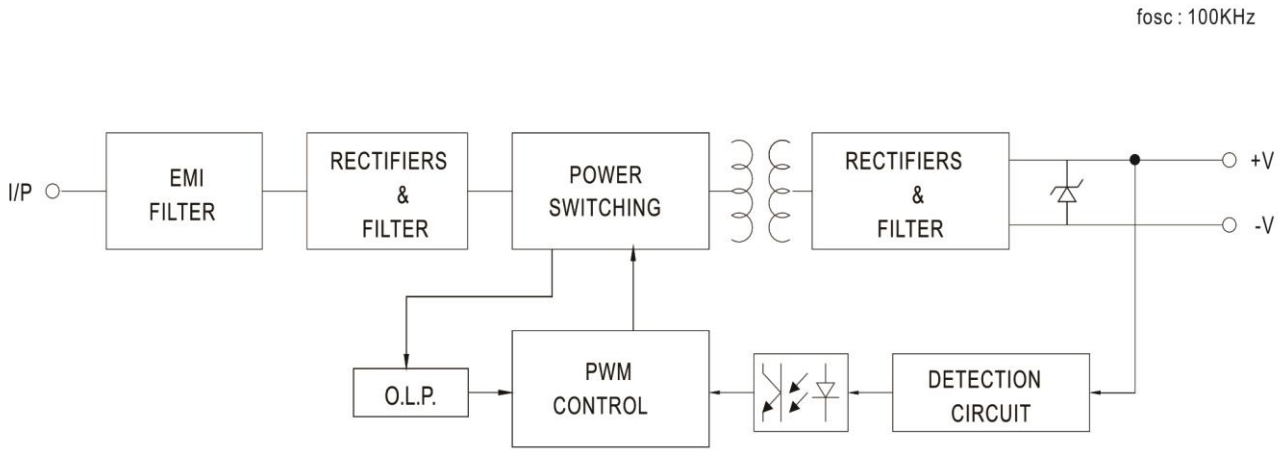 fosc : 100KHz
I/P
EMI
FILTER
RECTIFIERS
&
FILTER
POWER
SWITCHING
RECTIFIERS
&
FILTER
+V
-V
O.L.P.
PWM
CONTROL
DETECTION
CIRCUIT